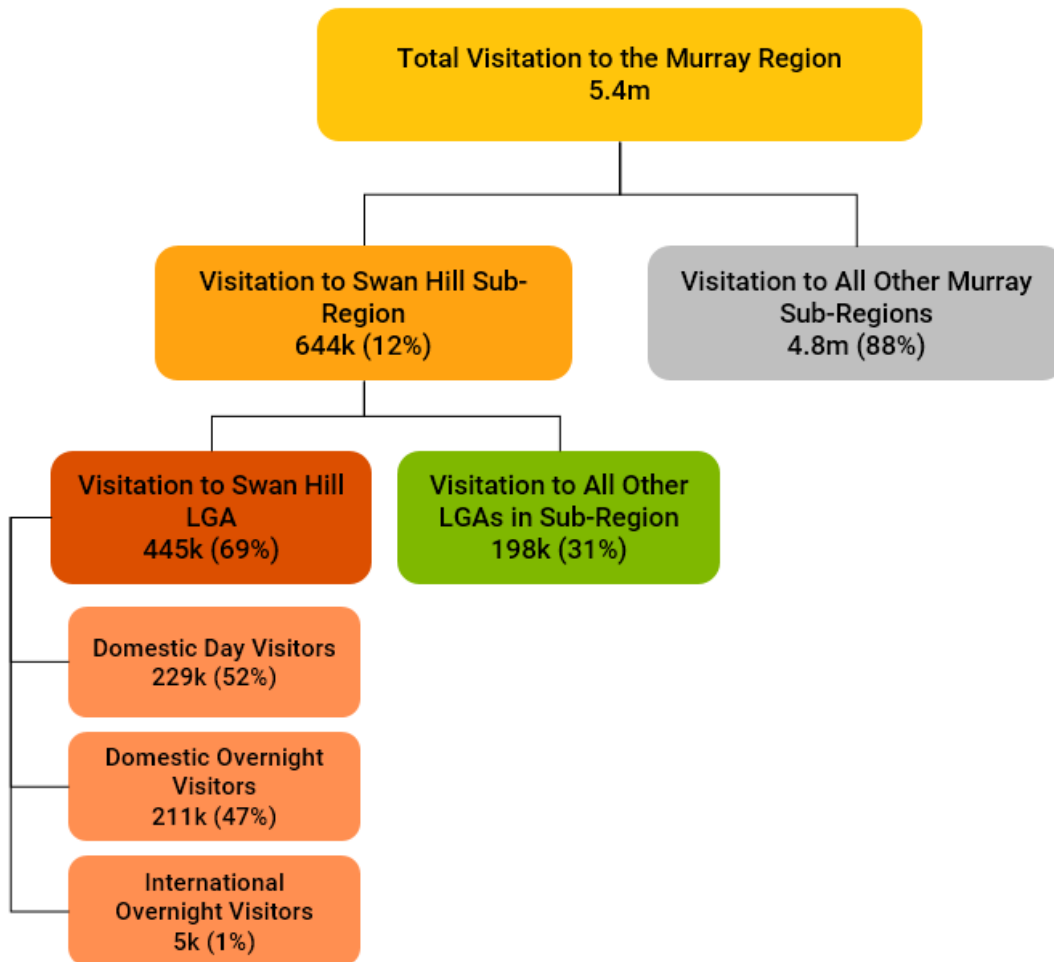 Total Visitation to the Murray Region
5.4m
Visitation to Swan Hill Sub-
Region
644k (12%)
Visitation to All Other Murray
Sub-Regions
4.8m (88%)
Visitation to Swan Hill
LGA
445k (69%)
Visitation to All Other
LGAs in Sub-Region
198k (31%)
Domestic Day Visitors
229k (52%)
Domestic Overnight
Visitors
211k (47%)
International
Overnight Visitors
5k (1%)